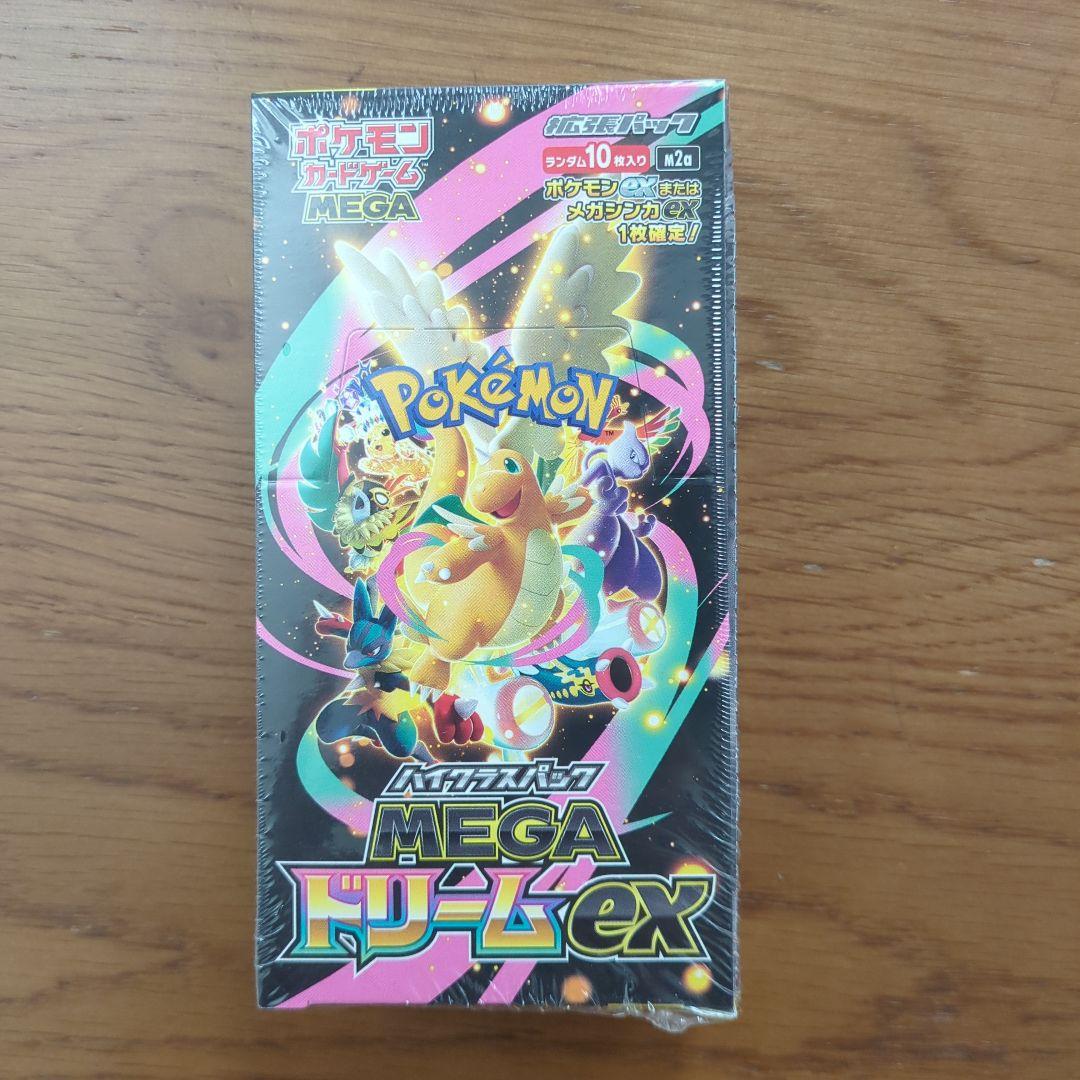 ポケモン
カードゲーム
MEGA
拡張パック
ランダム10枚入り M2a
ポケモンexまたは
メガシンカex
1枚確定!
POKéMON
TM
ハイクラスパック
MEGA
ドリームex